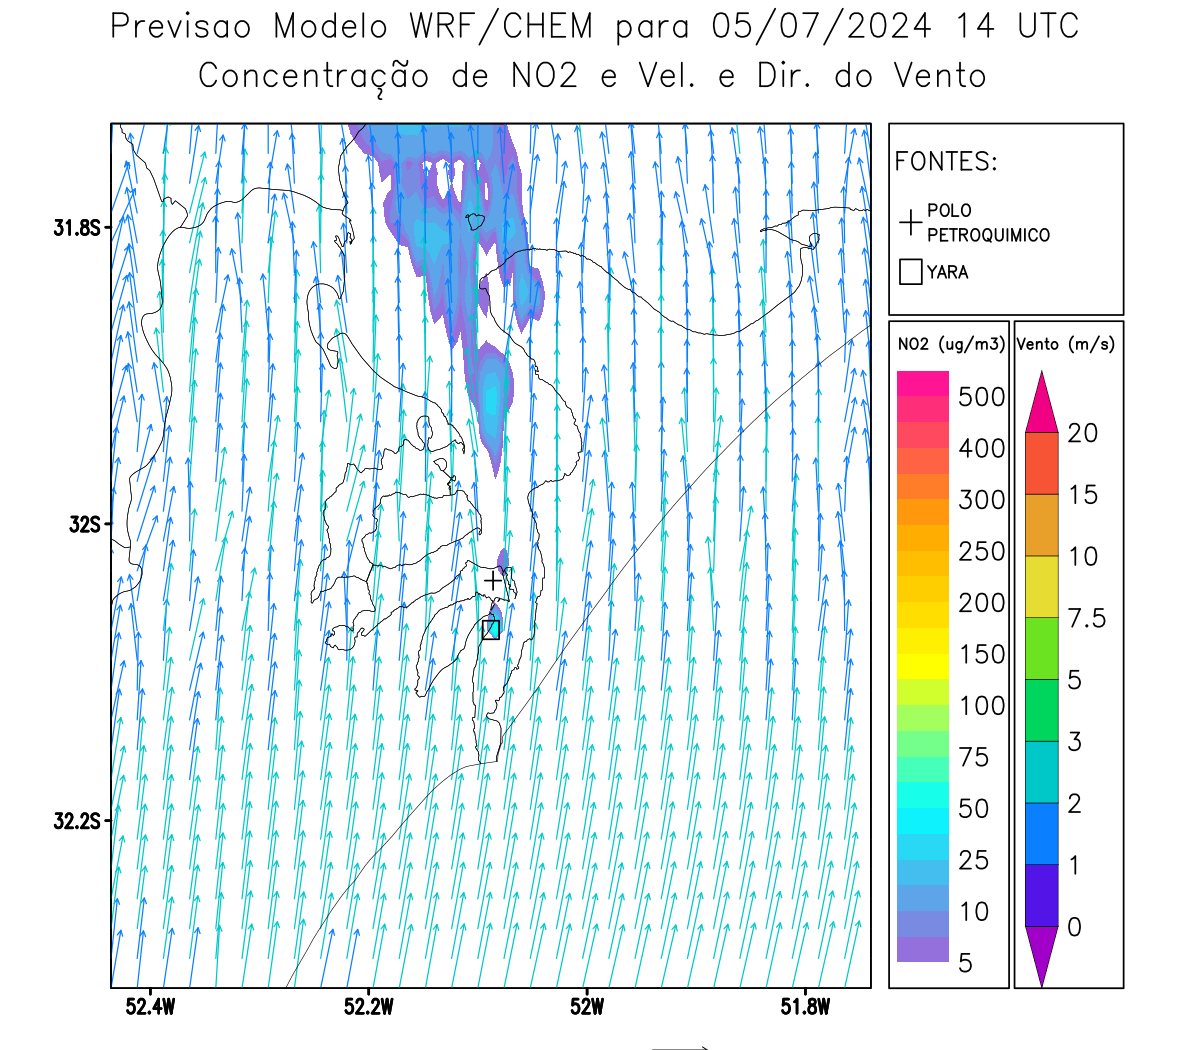 Previsao Modelo WRF/CHEM para 05/07/2024 14 UTC
Concentração de NO2 e Vel. e Dir. do Vento
FONTES:
POLO
PETROQUIMICO
YARA
NO2 (ug/m3)
500
400
300
250
200
150
100
75
50
25
10
5
Vento (m/s)
20
15
10
7.5
5
3
2
1
0
31.8S
32S
32.2S
52.4W
52.2W
52W
51.8W